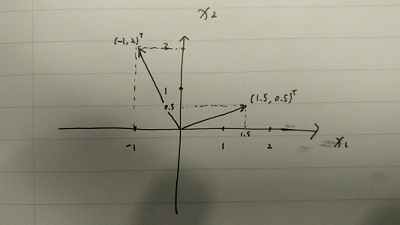 x₂
(-1, 2)ᵀ
2
1
0.5
(1.5, 0.5)ᵀ
-1
1
1.5
2
x₁